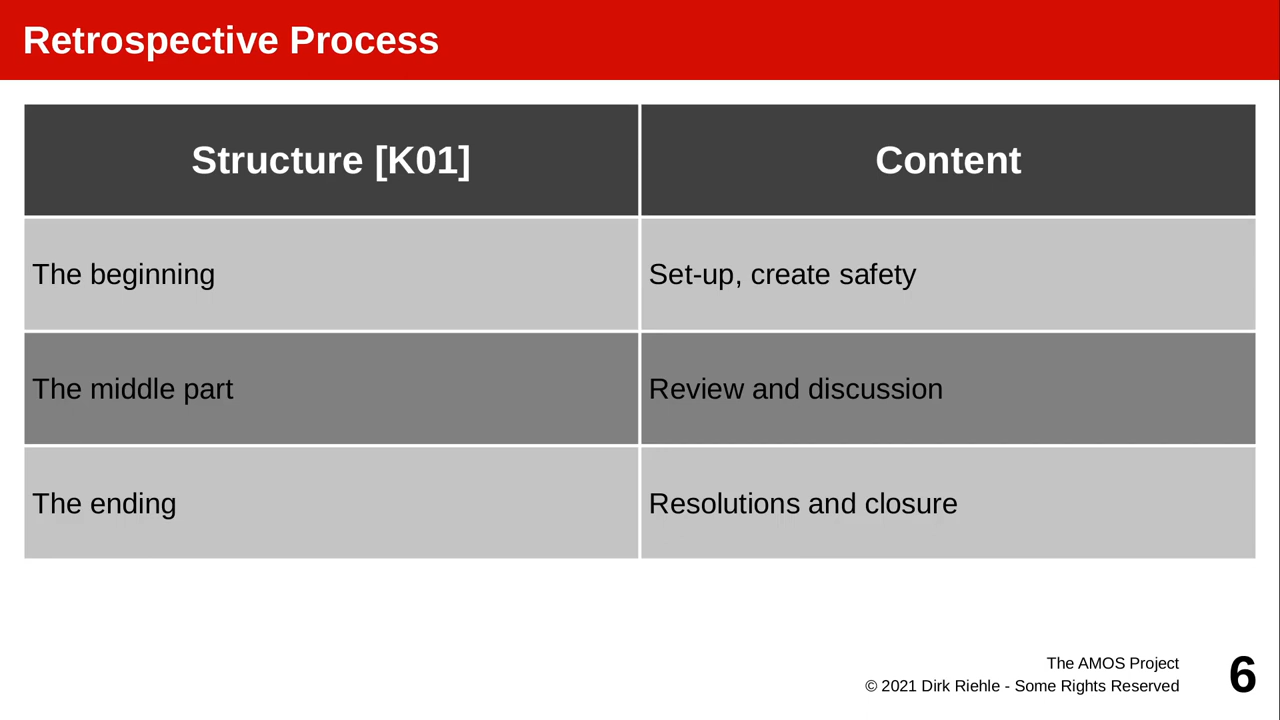 Retrospective Process
Structure [K01]
Content
The beginning
Set-up, create safety
The middle part
Review and discussion
The ending
Resolutions and closure
The AMOS Project
© 2021 Dirk Riehle - Some Rights Reserved
6